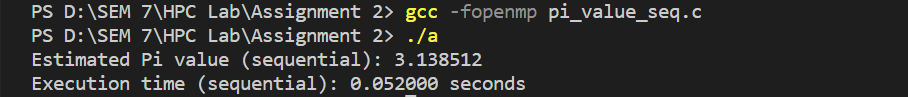 PS D:\SEM 7\HPC Lab\Assignment 2> gcc -fopenmp pi_value_seq.c
PS D:\SEM 7\HPC Lab\Assignment 2> ./a
Estimated Pi value (sequential): 3.138512
Execution time (sequential): 0.052000 seconds